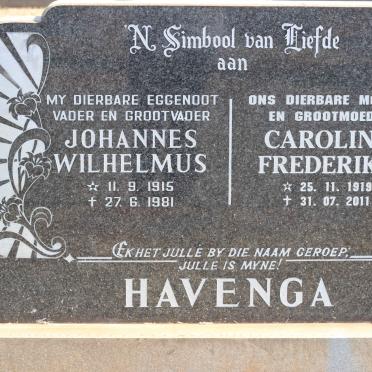 'N Simbool van Liefde
aan
MY DIERBARE EGGENOOT
VADER EN GROOTVADER
JOHANNES
WILHELMUS
☆ 11. 9. 1915
✝ 27. 6. 1981
ONS DIERBARE
EN GROOTMOED
CAROLIN
FREDERIK
☆ 25. 11. 1919
✝ 31. 07. 2011
„EK HET JULLE BY DIE NAAM GEROEP,
JULLE IS MYNE!"
HAVENGA